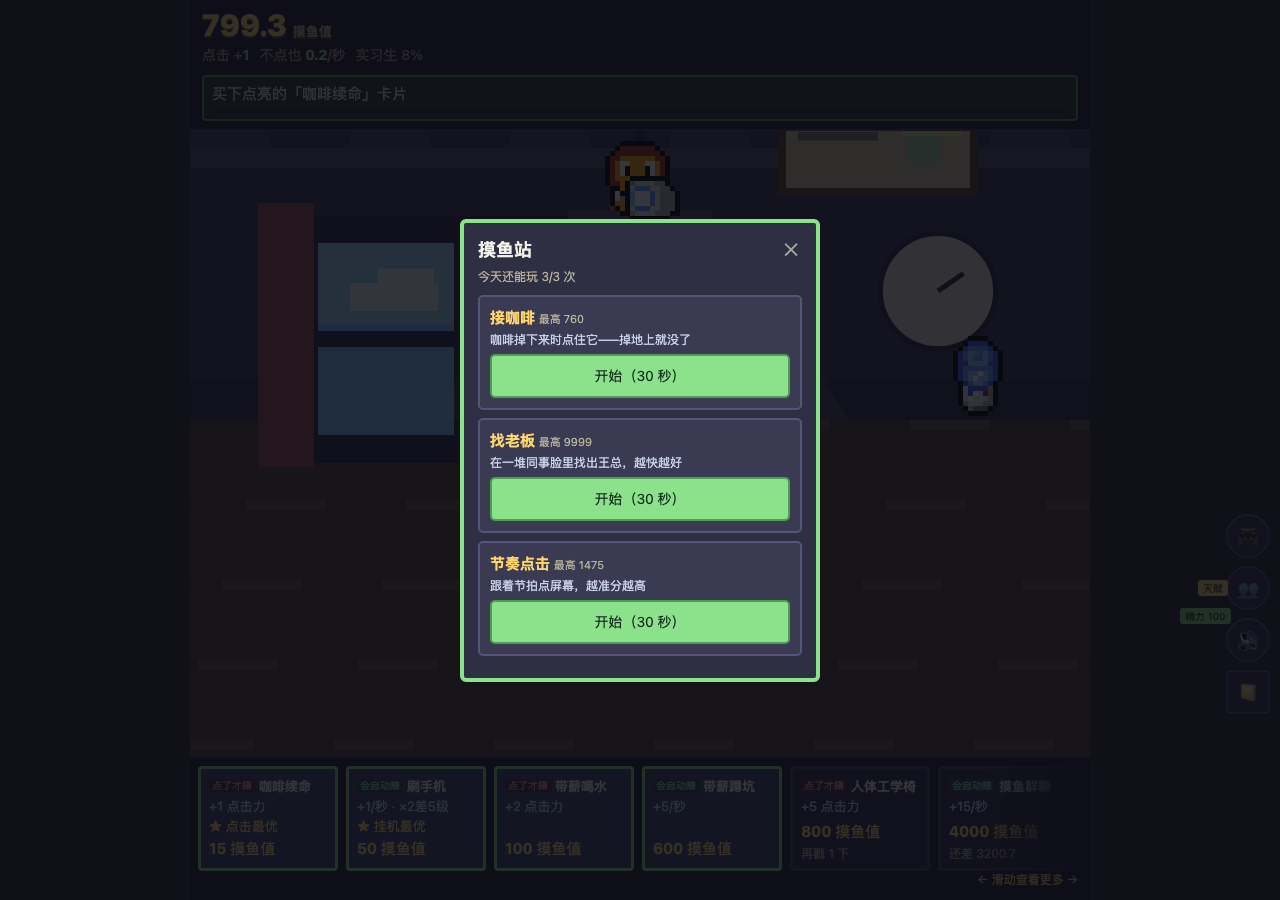 799.3 摸鱼值
点击 +1 不点也 0.2/秒 实习生 8%
买下点亮的「咖啡续命」卡片
摸鱼站
今天还能玩 3/3 次
接咖啡 最高 760
咖啡掉下来时点住它——掉地上就没了
开始（30 秒）
找老板 最高 9999
在一堆同事脸里找出王总，越快越好
开始（30 秒）
节奏点击 最高 1475
跟着节拍点屏幕，越准分越高
开始（30 秒）
天赋
精力 100
点了才赚 咖啡续命
+1 点击力
★ 点击最优
15 摸鱼值
会自动赚 刷手机
+1/秒 · ×2差5级
★ 挂机最优
50 摸鱼值
点了才赚 带薪喝水
+2 点击力
100 摸鱼值
会自动赚 带薪蹲坑
+5/秒
600 摸鱼值
点了才赚 人体工学椅
+5 点击力
800 摸鱼值
再戳 1 下
会自动赚 摸鱼群聊
+15/秒
4000 摸鱼值
还差 3200.7
← 滑动查看更多 →